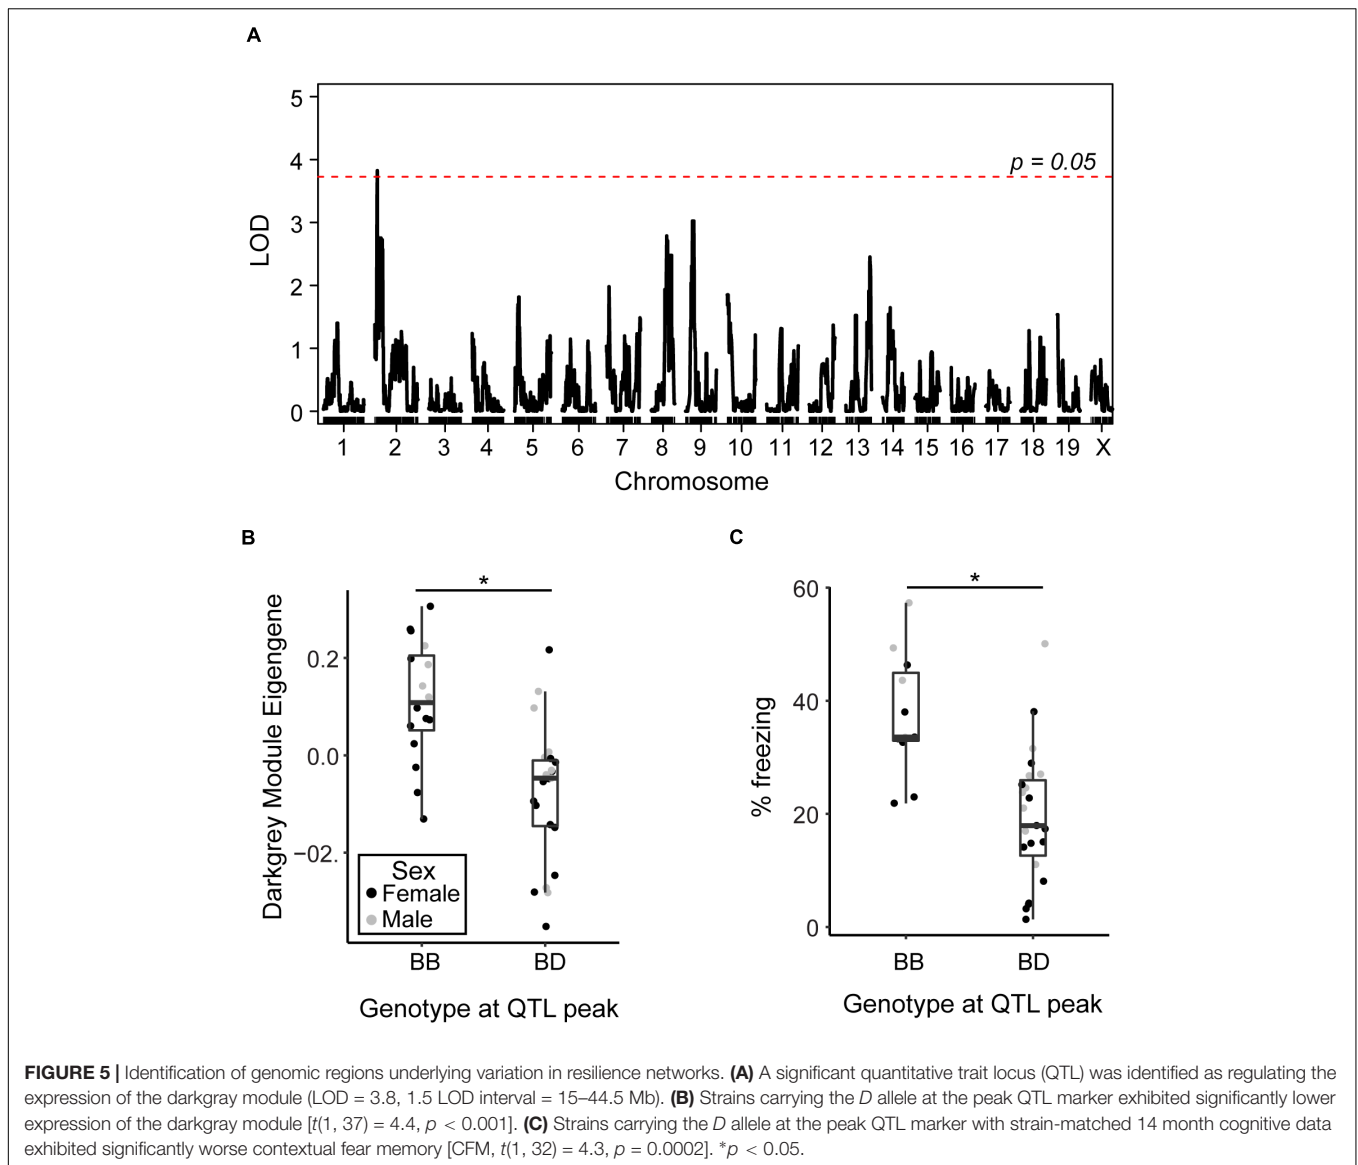 A
5
4
3
2
1
0
LOD
p = 0.05
1 2 3 4 5 6 7 8 9 10 11 12 13 14 15 16 17 18 19 X
Chromosome
B
*
0.2
0.0
−02.
Darkgrey Module Eigengene
Sex
Female
Male
BB BD
Genotype at QTL peak
C
*
60
40
20
0
% freezing
BB BD
Genotype at QTL peak
FIGURE 5 | Identification of genomic regions underlying variation in resilience networks. (A) A significant quantitative trait locus (QTL) was identified as regulating the
expression of the darkgray module (LOD = 3.8, 1.5 LOD interval = 15–44.5 Mb). (B) Strains carrying the D allele at the peak QTL marker exhibited significantly lower
expression of the darkgray module [t(1, 37) = 4.4, p < 0.001]. (C) Strains carrying the D allele at the peak QTL marker with strain-matched 14 month cognitive data
exhibited significantly worse contextual fear memory [CFM, t(1, 32) = 4.3, p = 0.0002]. *p < 0.05.